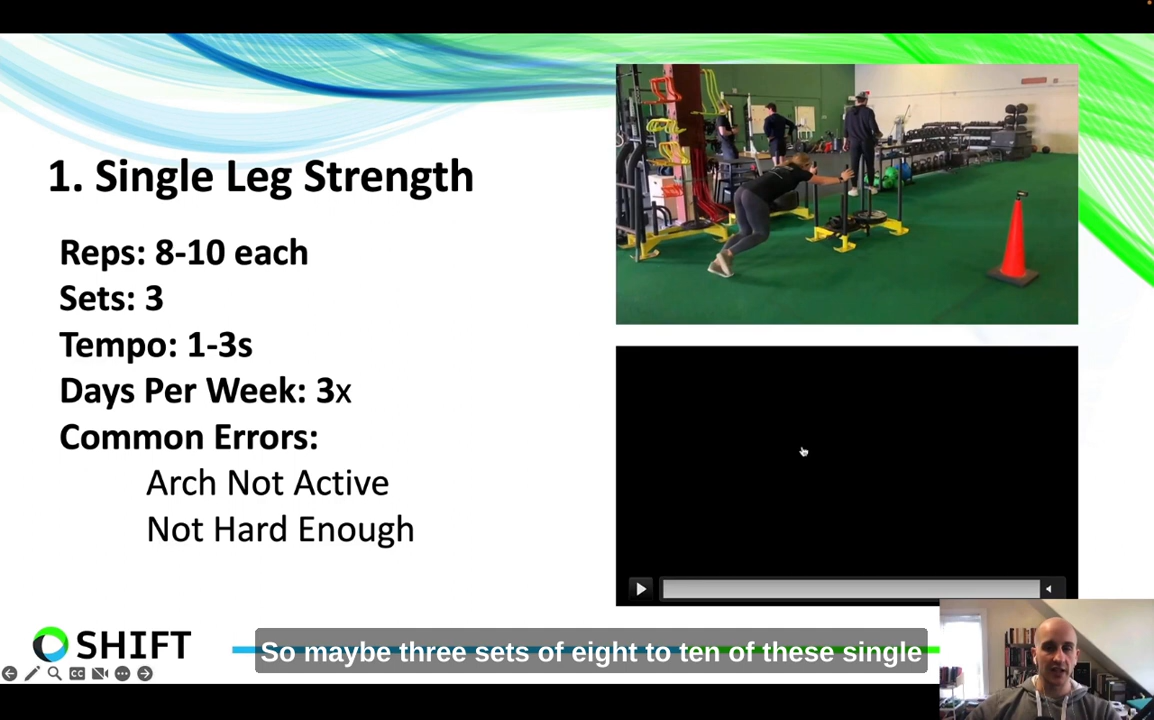 1. Single Leg Strength
Reps: 8-10 each
Sets: 3
Tempo: 1-3s
Days Per Week: 3x
Common Errors:
Arch Not Active
Not Hard Enough
SHIFT
So maybe three sets of eight to ten of these single
CC